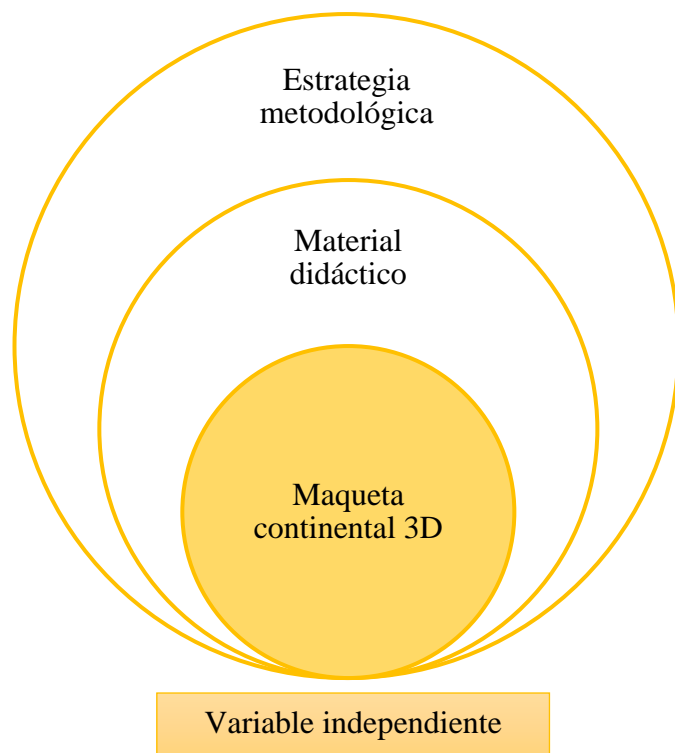 Estrategia
metodológica
Material
didáctico
Maqueta
continental 3D
Variable independiente